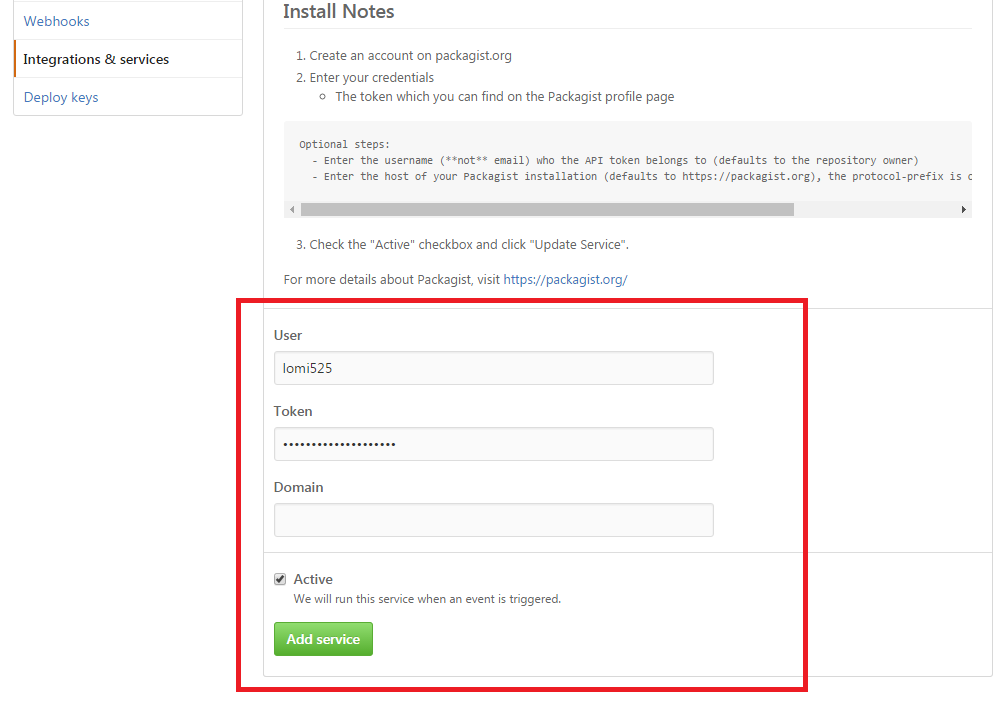 Webhooks
Integrations & services
Deploy keys
Install Notes
1. Create an account on packagist.org
2. Enter your credentials
The token which you can find on the Packagist profile page
Optional steps:
- Enter the username (**not** email) who the API token belongs to (defaults to the repository owner)
- Enter the host of your Packagist installation (defaults to https://packagist.org), the protocol-prefix is
3. Check the "Active" checkbox and click "Update Service".
For more details about Packagist, visit https://packagist.org/
User
lomi525
Token
••••••••••••••••••••
Domain
Active
We will run this service when an event is triggered.
Add service